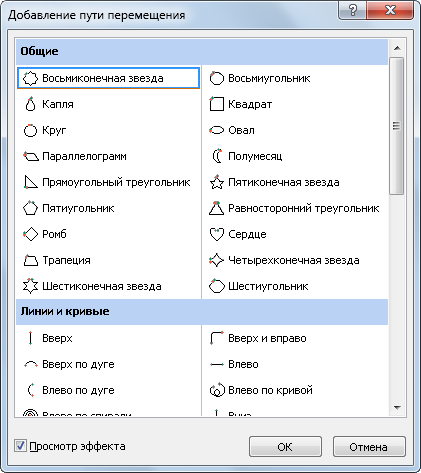 Добавление пути перемещения
Общие
Восьмиконечная звезда Восьмиугольник
Капля Квадрат
Круг Овал
Параллелограмм Полумесяц
Прямоугольный треугольник Пятиконечная звезда
Пятиугольник Равносторонний треугольник
Ромб Сердце
Трапеция Четырехконечная звезда
Шестиконечная звезда Шестиугольник
Линии и кривые
Вверх Вверх и вправо
Вверх по дуге Влево
Влево по дуге Влево по кривой
Влево по спирали Вниз
Просмотр эффекта ОК Отмена